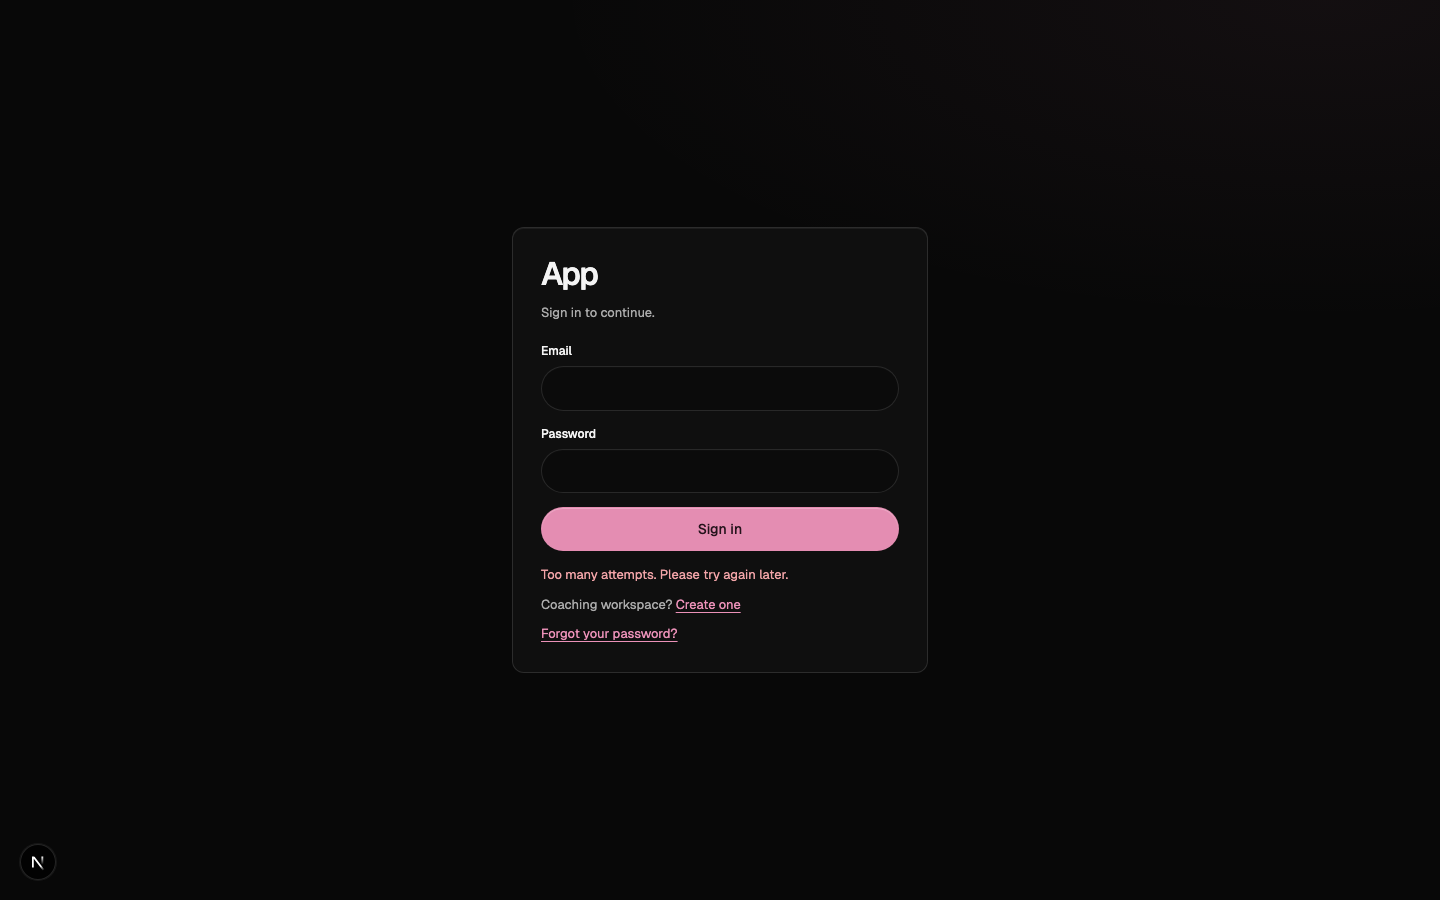 App
Sign in to continue.
Email
Password
Sign in
Too many attempts. Please try again later.
Coaching workspace? Create one
Forgot your password?
N